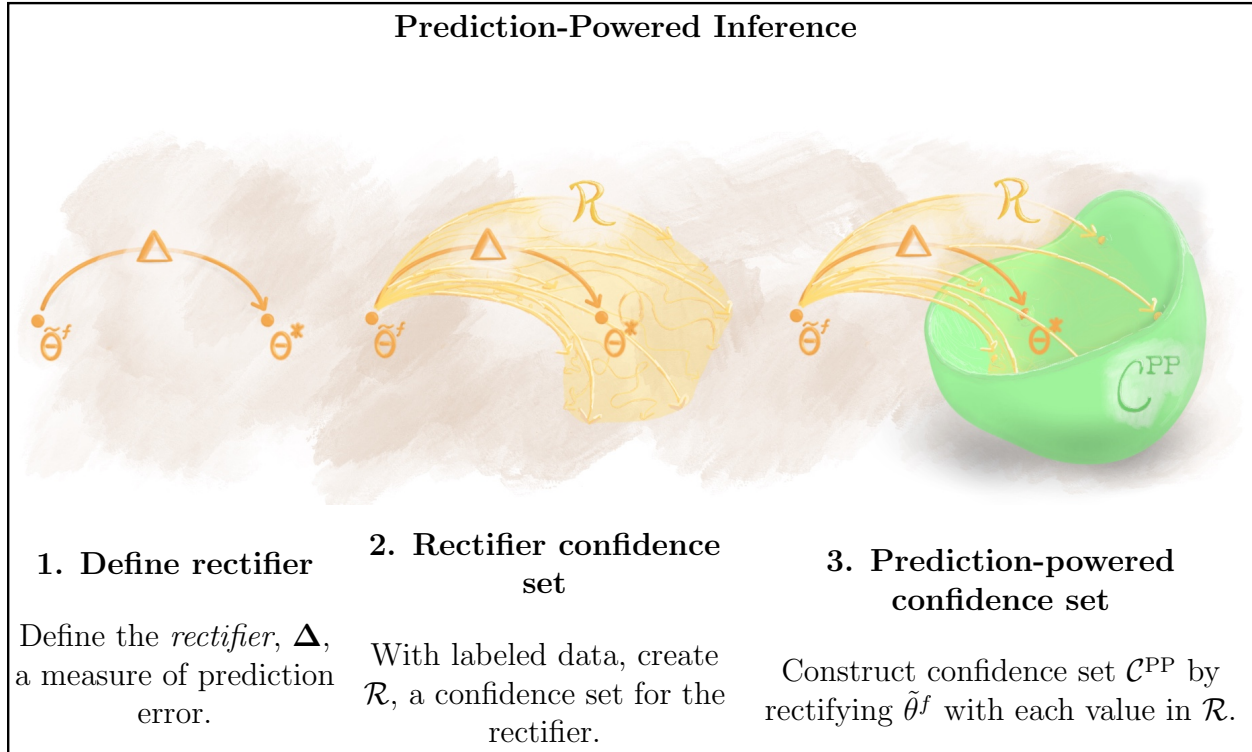 Prediction-Powered Inference
Δ
θ̃ᶠ
θ*
ℛ
Δ
θ̃ᶠ
θ*
ℛ
Δ
θ̃ᶠ
θ*
𝒞ᴾᴾ
1. Define rectifier
Define the rectifier, Δ,
a measure of prediction
error.
2. Rectifier confidence
set
With labeled data, create
ℛ, a confidence set for the
rectifier.
3. Prediction-powered
confidence set
Construct confidence set 𝒞ᴾᴾ by
rectifying θ̃ᶠ with each value in ℛ.